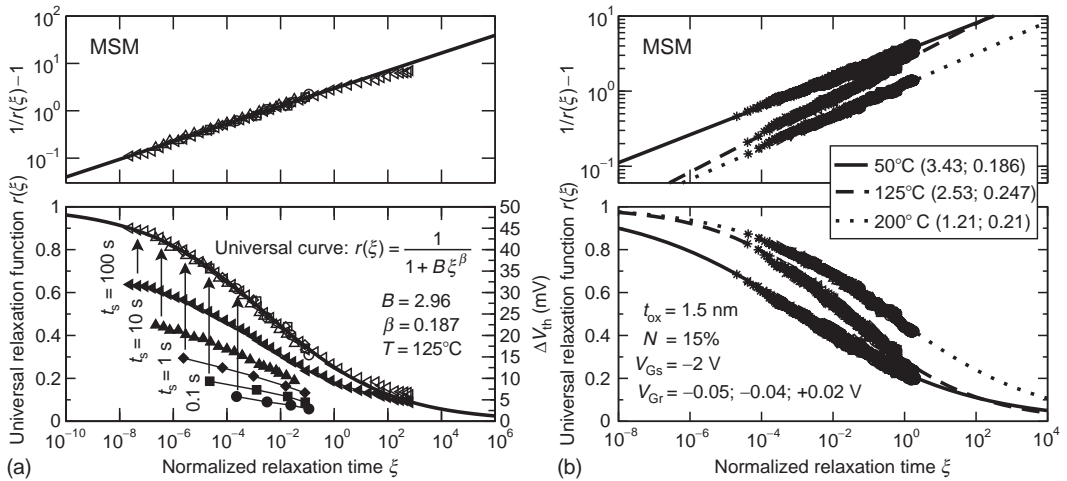 MSM
1/r(ξ)−1
10²
10¹
10⁰
10⁻¹
Universal relaxation function r(ξ)
1
0.8
0.6
0.4
0.2
0
50
45
40
35
30
25
20
15
10
5
0
ΔV_th (mV)
Universal curve: r(ξ) = 1 / (1 + Bξ^β)
B = 2.96
β = 0.187
T = 125°C
t_s = 100 s
t_s = 10 s
t_s = 1 s
0.1 s
10⁻¹⁰ 10⁻⁸ 10⁻⁶ 10⁻⁴ 10⁻² 10⁰ 10² 10⁴ 10⁶
(a) Normalized relaxation time ξ
MSM
1/r(ξ)−1
10¹
10⁰
10⁻¹
50°C (3.43; 0.186)
125°C (2.53; 0.247)
200° C (1.21; 0.21)
Universal relaxation function r(ξ)
1
0.8
0.6
0.4
0.2
0
t_ox = 1.5 nm
N = 15%
V_Gs = −2 V
V_Gr = −0.05; −0.04; +0.02 V
10⁻⁸ 10⁻⁶ 10⁻⁴ 10⁻² 10⁰ 10² 10⁴
(b) Normalized relaxation time ξ